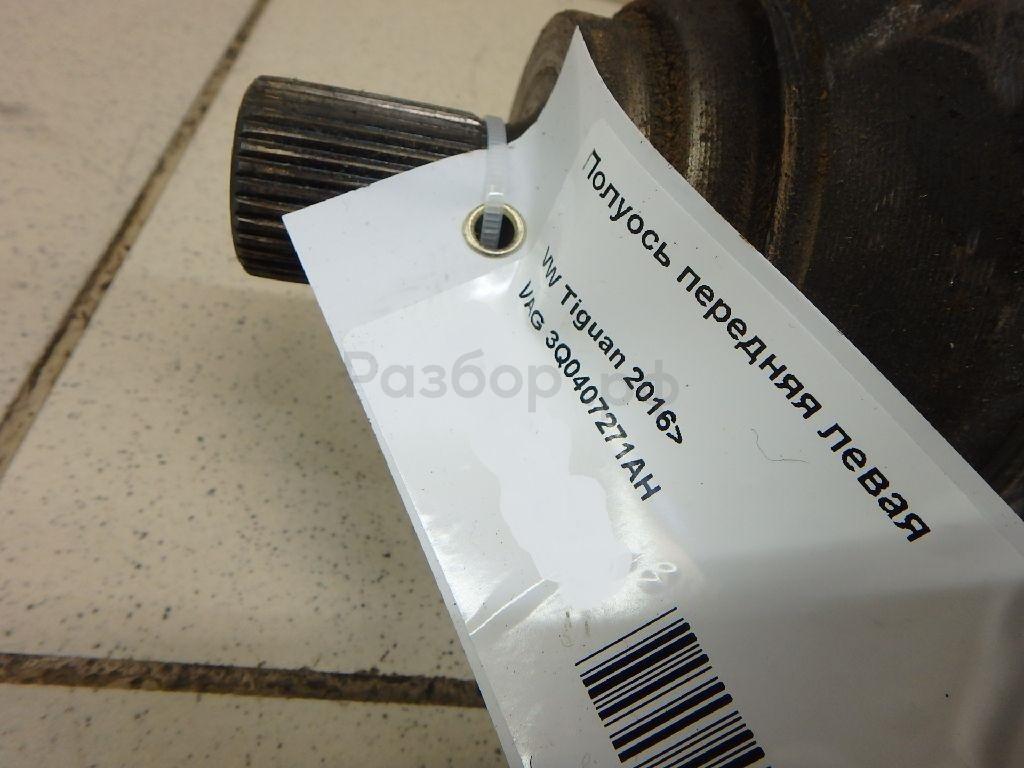 Полуось передняя левая
VW Tiguan 2016>
VAG 3Q0407271AH
Разбор.рф